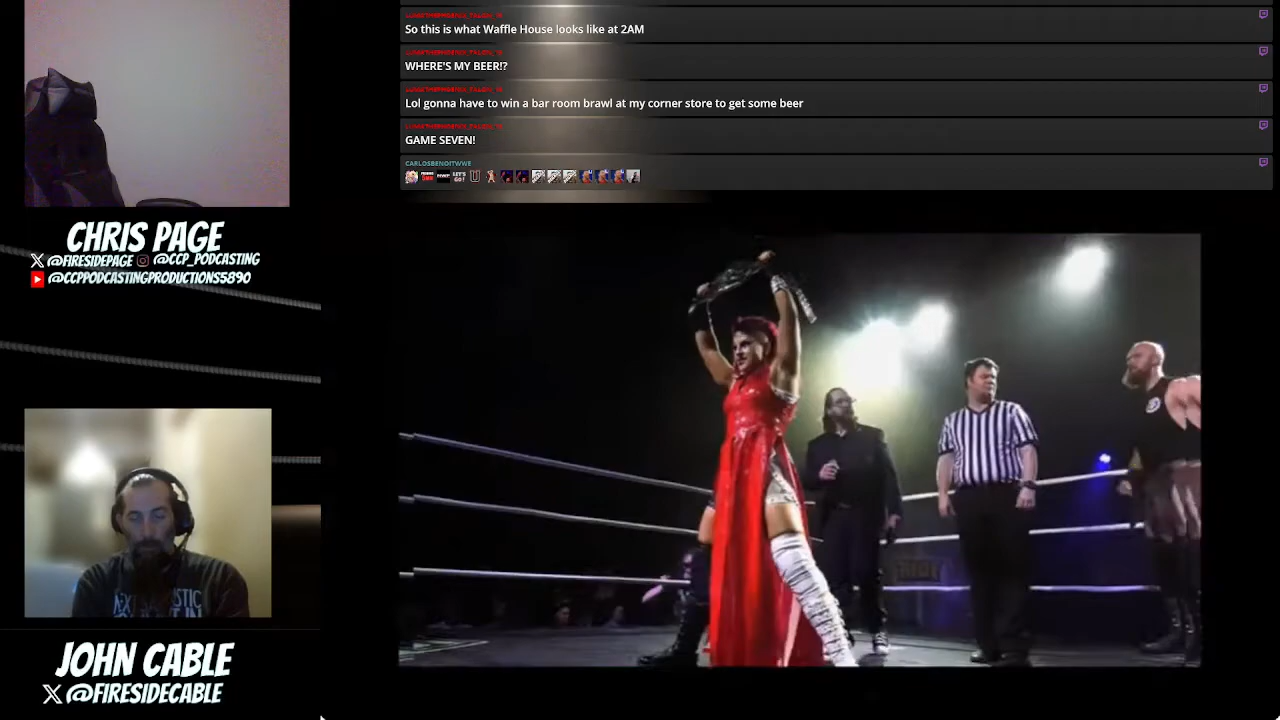 So this is what Waffle House looks like at 2AM
WHERE'S MY BEER!?
Lol gonna have to win a bar room brawl at my corner store to get some beer
GAME SEVEN!
CARLOSBENOITWWE
CHRIS PAGE
@FIRESIDEPAGE @CCP_PODCASTING
@CCPPODCASTINGPRODUCTIONS5890
JOHN CABLE
@FIRESIDECABLE